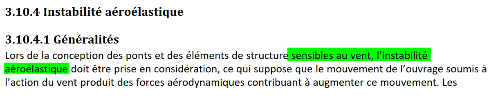 3.10.4 Instabilité aéroélastique
3.10.4.1 Généralités
Lors de la conception des ponts et des éléments de structure sensibles au vent, l’instabilité
aéroélastique doit être prise en considération, ce qui suppose que le mouvement de l’ouvrage soumis à
l’action du vent produit des forces aérodynamiques contribuant à augmenter ce mouvement. Les